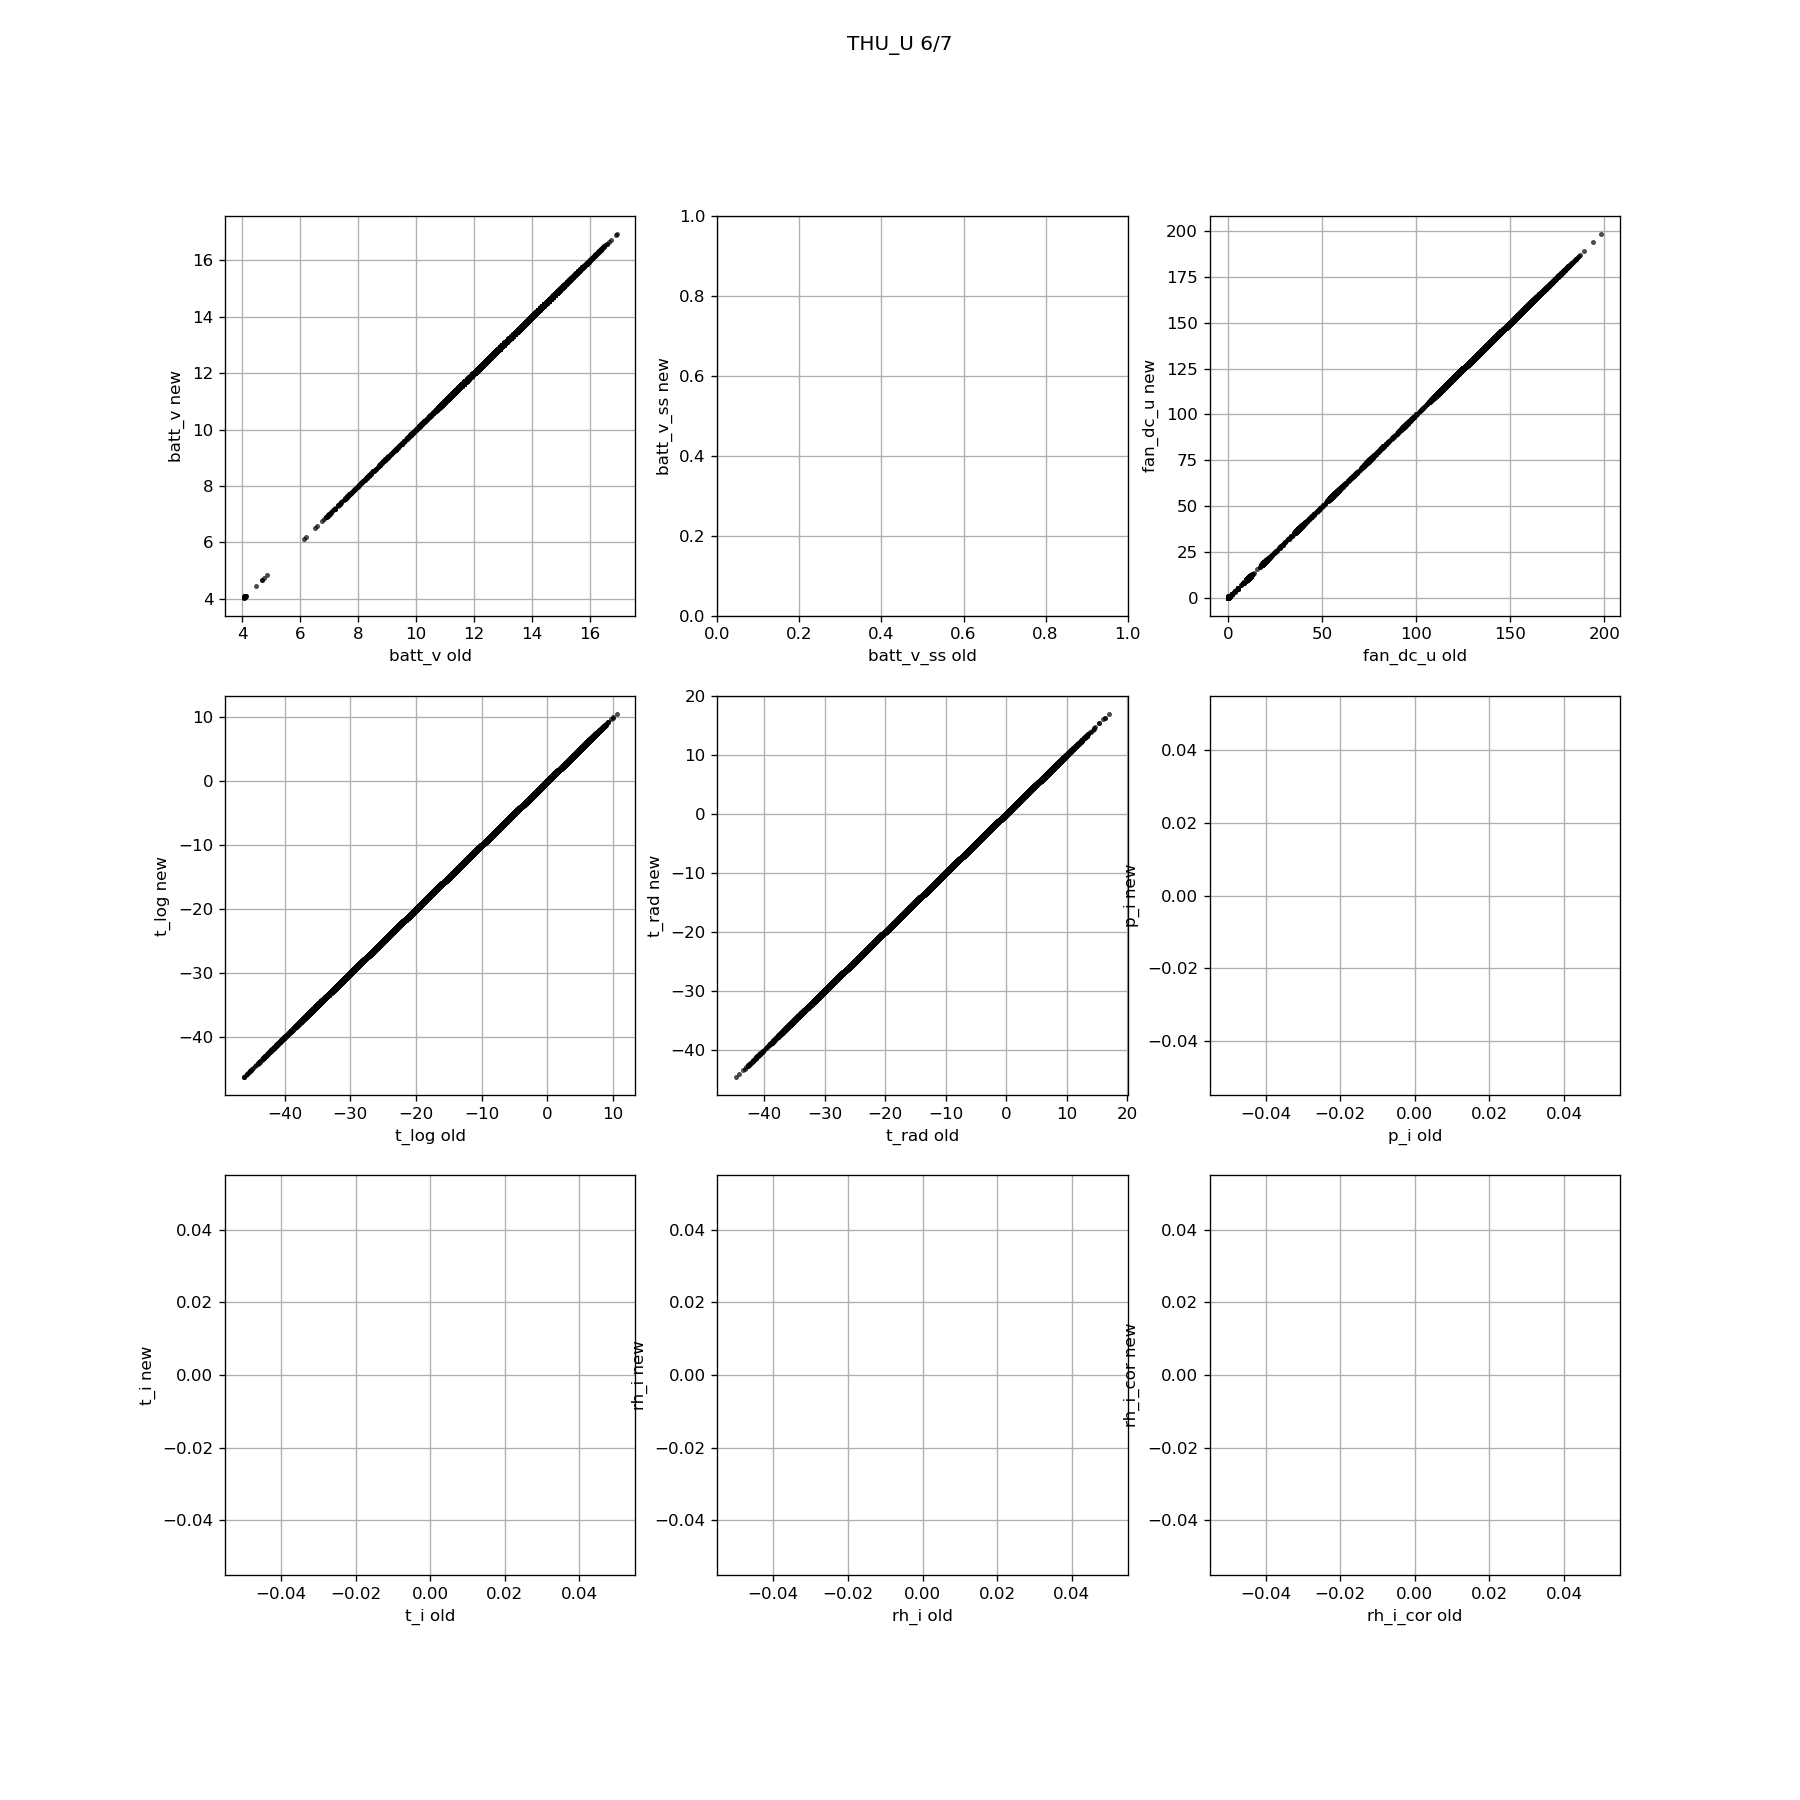 THU_U 6/7
16
14
12
10
8
6
4
batt_v new
4 6 8 10 12 14 16
batt_v old
1.0
0.8
0.6
0.4
0.2
0.0
batt_v_ss new
0.0 0.2 0.4 0.6 0.8 1.0
batt_v_ss old
200
175
150
125
100
75
50
25
0
fan_dc_u new
0 50 100 150 200
fan_dc_u old
10
0
−10
−20
−30
−40
t_log new
−40 −30 −20 −10 0 10
t_log old
20
10
0
−10
−20
−30
−40
t_rad new
−40 −30 −20 −10 0 10 20
t_rad old
0.04
0.02
0.00
−0.02
−0.04
p_i new
−0.04 −0.02 0.00 0.02 0.04
p_i old
0.04
0.02
0.00
−0.02
−0.04
t_i new
−0.04 −0.02 0.00 0.02 0.04
t_i old
0.04
0.02
0.00
−0.02
−0.04
rh_i new
−0.04 −0.02 0.00 0.02 0.04
rh_i old
0.04
0.02
0.00
−0.02
−0.04
rh_i_cor new
−0.04 −0.02 0.00 0.02 0.04
rh_i_cor old